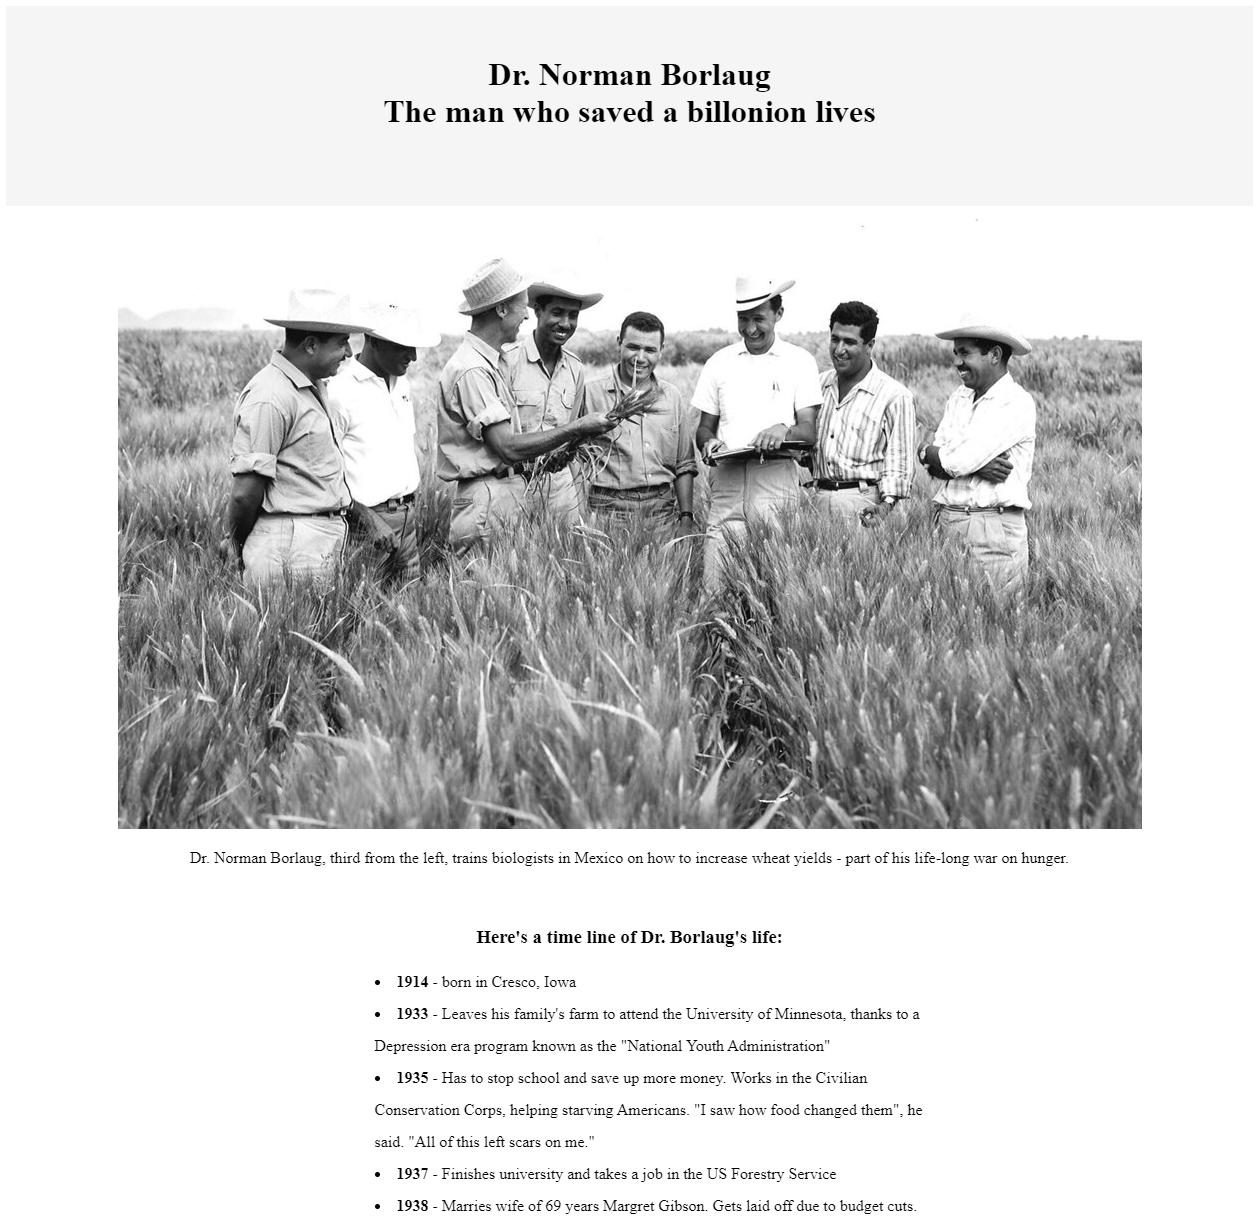 Dr. Norman Borlaug
The man who saved a billonion lives
Dr. Norman Borlaug, third from the left, trains biologists in Mexico on how to increase wheat yields - part of his life-long war on hunger.
Here's a time line of Dr. Borlaug's life:
• 1914 - born in Cresco, Iowa
• 1933 - Leaves his family's farm to attend the University of Minnesota, thanks to a
Depression era program known as the "National Youth Administration"
• 1935 - Has to stop school and save up more money. Works in the Civilian
Conservation Corps, helping starving Americans. "I saw how food changed them", he
said. "All of this left scars on me."
• 1937 - Finishes university and takes a job in the US Forestry Service
• 1938 - Marries wife of 69 years Margret Gibson. Gets laid off due to budget cuts.